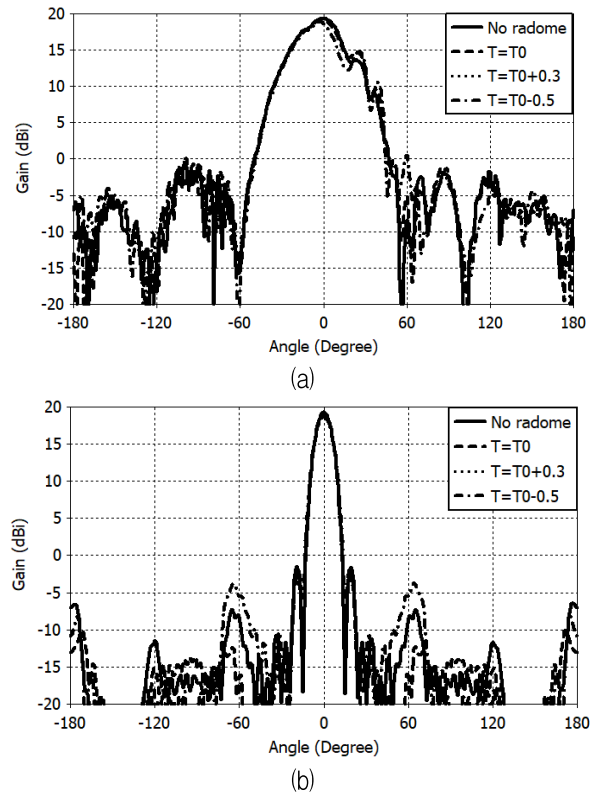 20
15
10
5
0
-5
-10
-15
-20
Gain (dBi)
No radome
T=T0
T=T0+0.3
T=T0-0.5
-180 -120 -60 0 60 120 180
Angle (Degree)
(a)
20
15
10
5
0
-5
-10
-15
-20
Gain (dBi)
No radome
T=T0
T=T0+0.3
T=T0-0.5
-180 -120 -60 0 60 120 180
Angle (Degree)
(b)